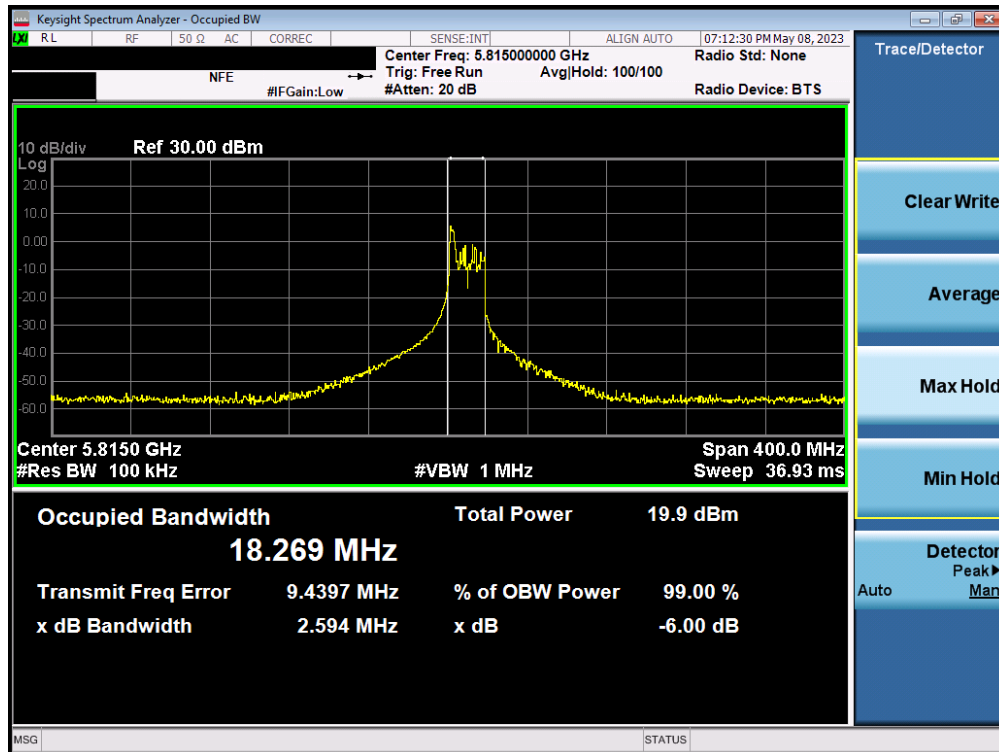 Keysight Spectrum Analyzer - Occupied BW
LXI RL RF 50 Ω AC CORREC SENSE:INT ALIGN AUTO 07:12:30 PM May 08, 2023
Center Freq: 5.815000000 GHz Radio Std: None
NFE Trig: Free Run Avg|Hold: 100/100
#IFGain:Low #Atten: 20 dB Radio Device: BTS
Trace/Detector
10 dB/div Ref 30.00 dBm
Log
20.0
10.0
0.00
-10.0
-20.0
-30.0
-40.0
-50.0
-60.0
Center 5.8150 GHz Span 400.0 MHz
#Res BW 100 kHz #VBW 1 MHz Sweep 36.93 ms
Occupied Bandwidth Total Power 19.9 dBm
18.269 MHz
Transmit Freq Error 9.4397 MHz % of OBW Power 99.00 %
x dB Bandwidth 2.594 MHz x dB -6.00 dB
Clear Write
Average
Max Hold
Min Hold
Detector
Peak▶
Auto Man
MSG STATUS